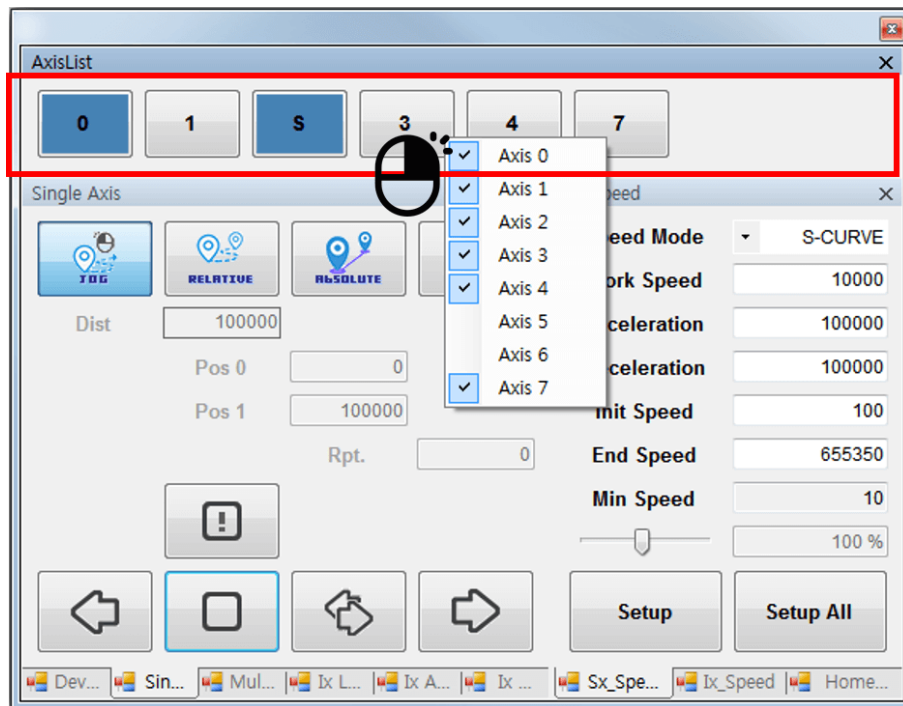 AxisList
0 1 S 3 4 7
Axis 0
Axis 1
Axis 2
Axis 3
Axis 4
Axis 5
Axis 6
Axis 7
Single Axis
JOG RELATIVE ABSOLUTE
Dist 100000
Pos 0 0
Pos 1 100000
Rpt. 0
eed
eed Mode S-CURVE
ork Speed 10000
celeration 100000
celeration 100000
Init Speed 100
End Speed 655350
Min Speed 10
100 %
Setup Setup All
Dev... Sin... Mul... Ix L... Ix A... Ix ... Sx_Spe... Ix_Speed Home...